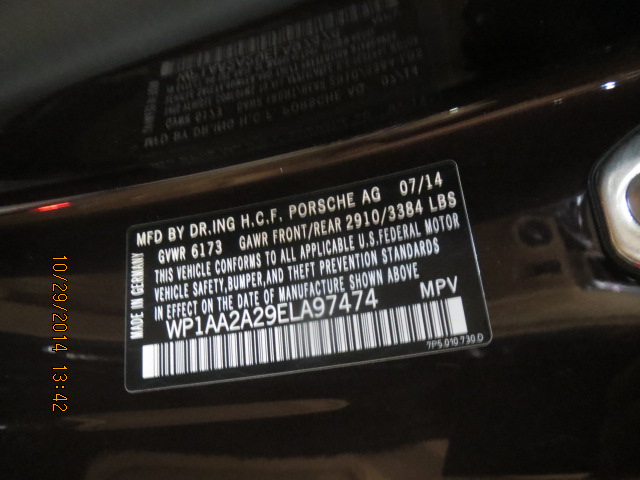 MFD BY DR.ING H.C.F. PORSCHE AG 07/14
GVWR 6173 GAWR FRONT/REAR 2910/3384 LBS
THIS VEHICLE CONFORMS TO ALL APPLICABLE U.S.FEDERAL MOTOR
VEHICLE SAFETY,BUMPER,AND THEFT PREVENTION STANDARDS
IN EFFECT ON THE DATE OF MANUFACTURE SHOWN ABOVE.
WP1AA2A29ELA97474 MPV
7P5.010.730.D
MADE IN GERMANY
10/29/2014 13:42